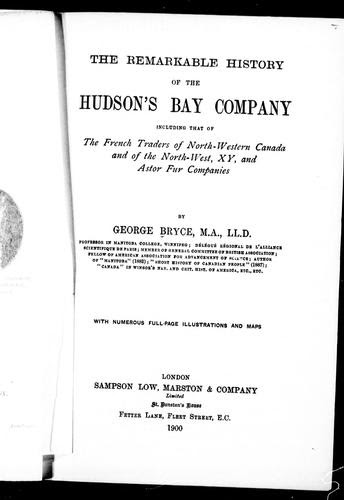 THE REMARKABLE HISTORY
OF THE
HUDSON'S BAY COMPANY
INCLUDING THAT OF
The French Traders of North-Western Canada
and of the North-West, XY, and
Astor Fur Companies
BY
GEORGE BRYCE, M.A., LL.D.
PROFESSOR IN MANITOBA COLLEGE, WINNIPEG; DÉLÉGUÉ RÉGIONAL DE L'ALLIANCE
SCIENTIFIQUE DE PARIS; MEMBER OF GENERAL COMMITTEE OF BRITISH ASSOCIATION;
FELLOW OF AMERICAN ASSOCIATION FOR ADVANCEMENT OF SCIENCE; AUTHOR
OF "MANITOBA" (1882); "SHORT HISTORY OF CANADIAN PEOPLE" (1887);
"CANADA" IN WINSOR'S NAR. AND CRIT. HIST. OF AMERICA, ETC., ETC.
WITH NUMEROUS FULL-PAGE ILLUSTRATIONS AND MAPS
LONDON
SAMPSON LOW, MARSTON & COMPANY
Limited
St. Dunstan's House
FETTER LANE, FLEET STREET, E.C.
1900